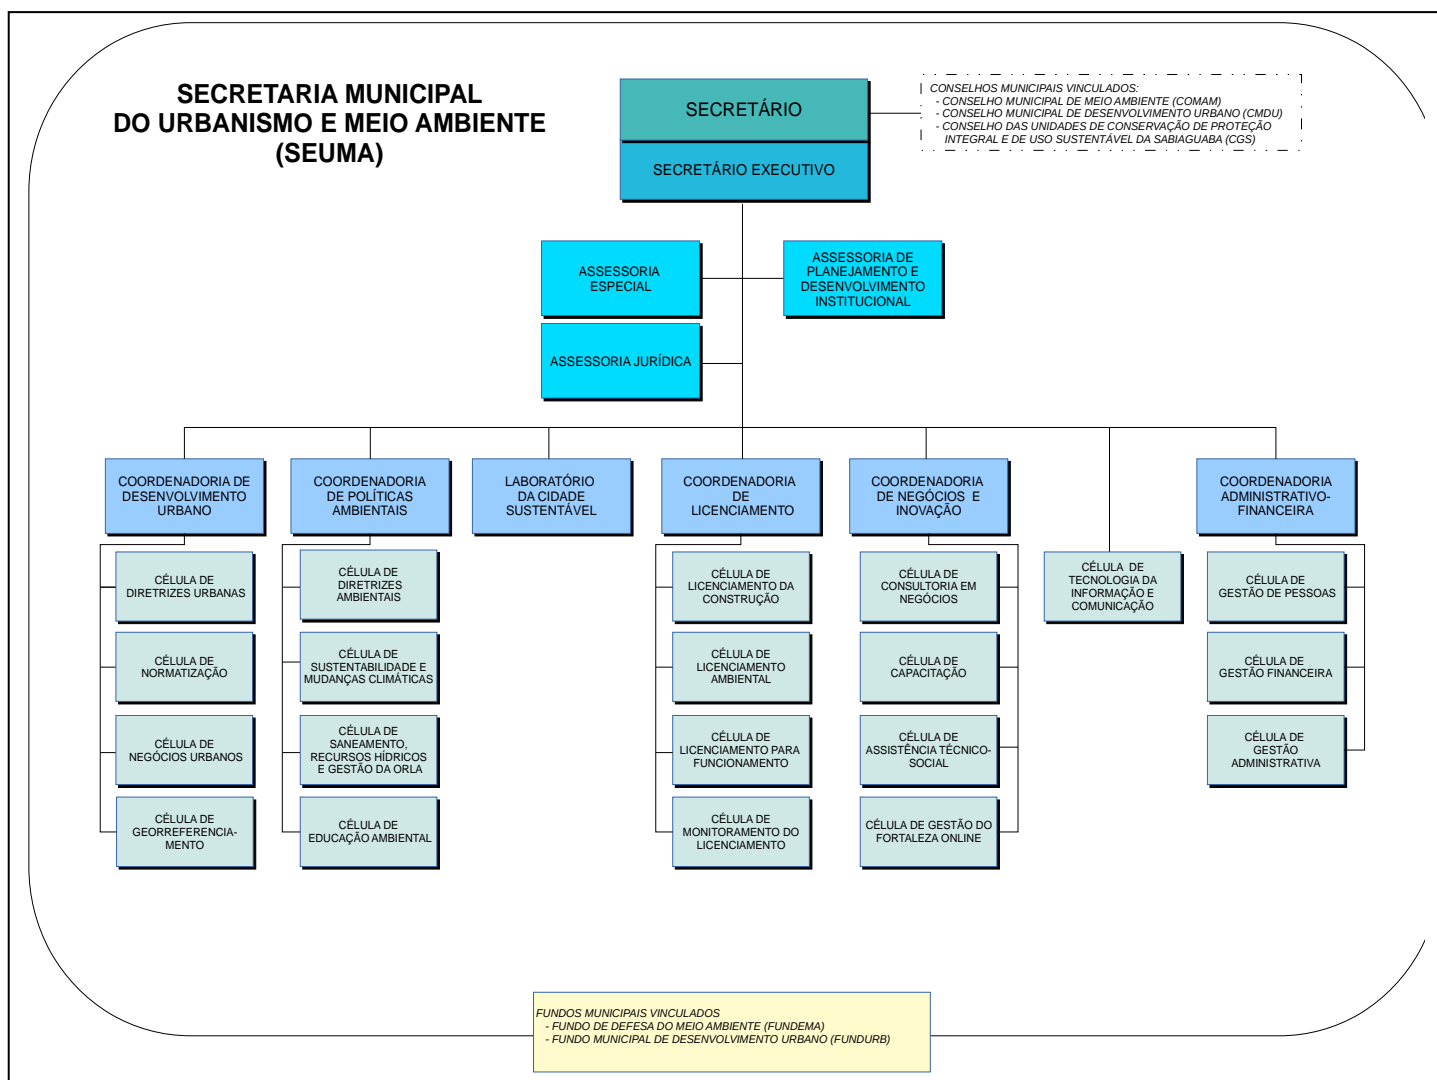 SECRETARIA MUNICIPAL
DO URBANISMO E MEIO AMBIENTE
(SEUMA)
SECRETÁRIO
SECRETÁRIO EXECUTIVO
CONSELHOS MUNICIPAIS VINCULADOS:
- CONSELHO MUNICIPAL DE MEIO AMBIENTE (COMAM)
- CONSELHO MUNICIPAL DE DESENVOLVIMENTO URBANO (CMDU)
- CONSELHO DAS UNIDADES DE CONSERVAÇÃO DE PROTEÇÃO
INTEGRAL E DE USO SUSTENTÁVEL DA SABIAGUABA (CGS)
ASSESSORIA
ESPECIAL
ASSESSORIA DE
PLANEJAMENTO E
DESENVOLVIMENTO
INSTITUCIONAL
ASSESSORIA JURÍDICA
COORDENADORIA DE
DESENVOLVIMENTO
URBANO
COORDENADORIA
DE POLÍTICAS
AMBIENTAIS
LABORATÓRIO
DA CIDADE
SUSTENTÁVEL
COORDENADORIA
DE
LICENCIAMENTO
COORDENADORIA
DE NEGÓCIOS E
INOVAÇÃO
COORDENADORIA
ADMINISTRATIVO-
FINANCEIRA
CÉLULA DE
DIRETRIZES URBANAS
CÉLULA DE
NORMATIZAÇÃO
CÉLULA DE
NEGÓCIOS URBANOS
CÉLULA DE
GEORREFERENCIA-
MENTO
CÉLULA DE
DIRETRIZES
AMBIENTAIS
CÉLULA DE
SUSTENTABILIDADE E
MUDANÇAS CLIMÁTICAS
CÉLULA DE
SANEAMENTO,
RECURSOS HÍDRICOS
E GESTÃO DA ORLA
CÉLULA DE
EDUCAÇÃO AMBIENTAL
CÉLULA DE
LICENCIAMENTO DA
CONSTRUÇÃO
CÉLULA DE
LICENCIAMENTO
AMBIENTAL
CÉLULA DE
LICENCIAMENTO PARA
FUNCIONAMENTO
CÉLULA DE
MONITORAMENTO DO
LICENCIAMENTO
CÉLULA DE
CONSULTORIA EM
NEGÓCIOS
CÉLULA DE
CAPACITAÇÃO
CÉLULA DE
ASSISTÊNCIA TÉCNICO-
SOCIAL
CÉLULA DE GESTÃO DO
FORTALEZA ONLINE
CÉLULA DE
TECNOLOGIA DA
INFORMAÇÃO E
COMUNICAÇÃO
CÉLULA DE
GESTÃO DE PESSOAS
CÉLULA DE
GESTÃO FINANCEIRA
CÉLULA DE
GESTÃO
ADMINISTRATIVA
FUNDOS MUNICIPAIS VINCULADOS
- FUNDO DE DEFESA DO MEIO AMBIENTE (FUNDEMA)
- FUNDO MUNICIPAL DE DESENVOLVIMENTO URBANO (FUNDURB)